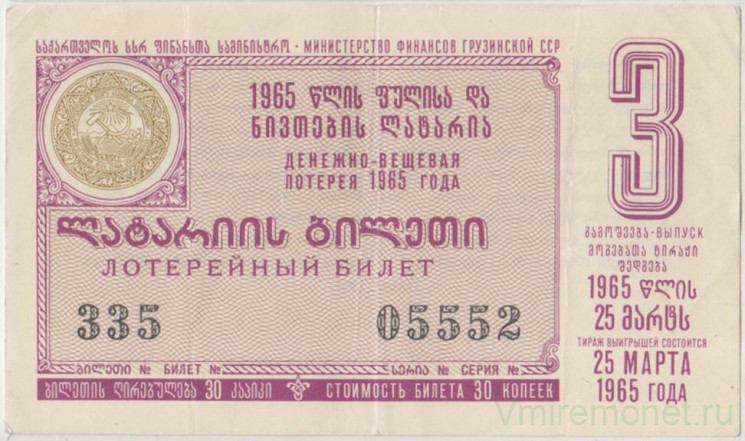 საქართველოს სსრ ფინანსთა სამინისტრო · МИНИСТЕРСТВО ФИНАНСОВ ГРУЗИНСКОЙ ССР
1965 წლის ფულისა და
ნივთების ლატარია
ДЕНЕЖНО-ВЕЩЕВАЯ
ЛОТЕРЕЯ 1965 ГОДА
ლატარიის ბილეთი
ЛОТЕРЕЙНЫЙ БИЛЕТ
335 05552
ბილეთი № БИЛЕТ № სერია № СЕРИЯ №
ბილეთის ღირებულება 30 კაპიკი СТОИМОСТЬ БИЛЕТА 30 КОПЕЕК
3
გამოშვება-ВЫПУСК
მოგებათა ტირაჟი
შედგება
1965 წლის
25 მარტს
ТИРАЖ ВЫИГРЫШЕЙ СОСТОИТСЯ
25 МАРТА
1965 ГОДА
Vmiremonet.ru